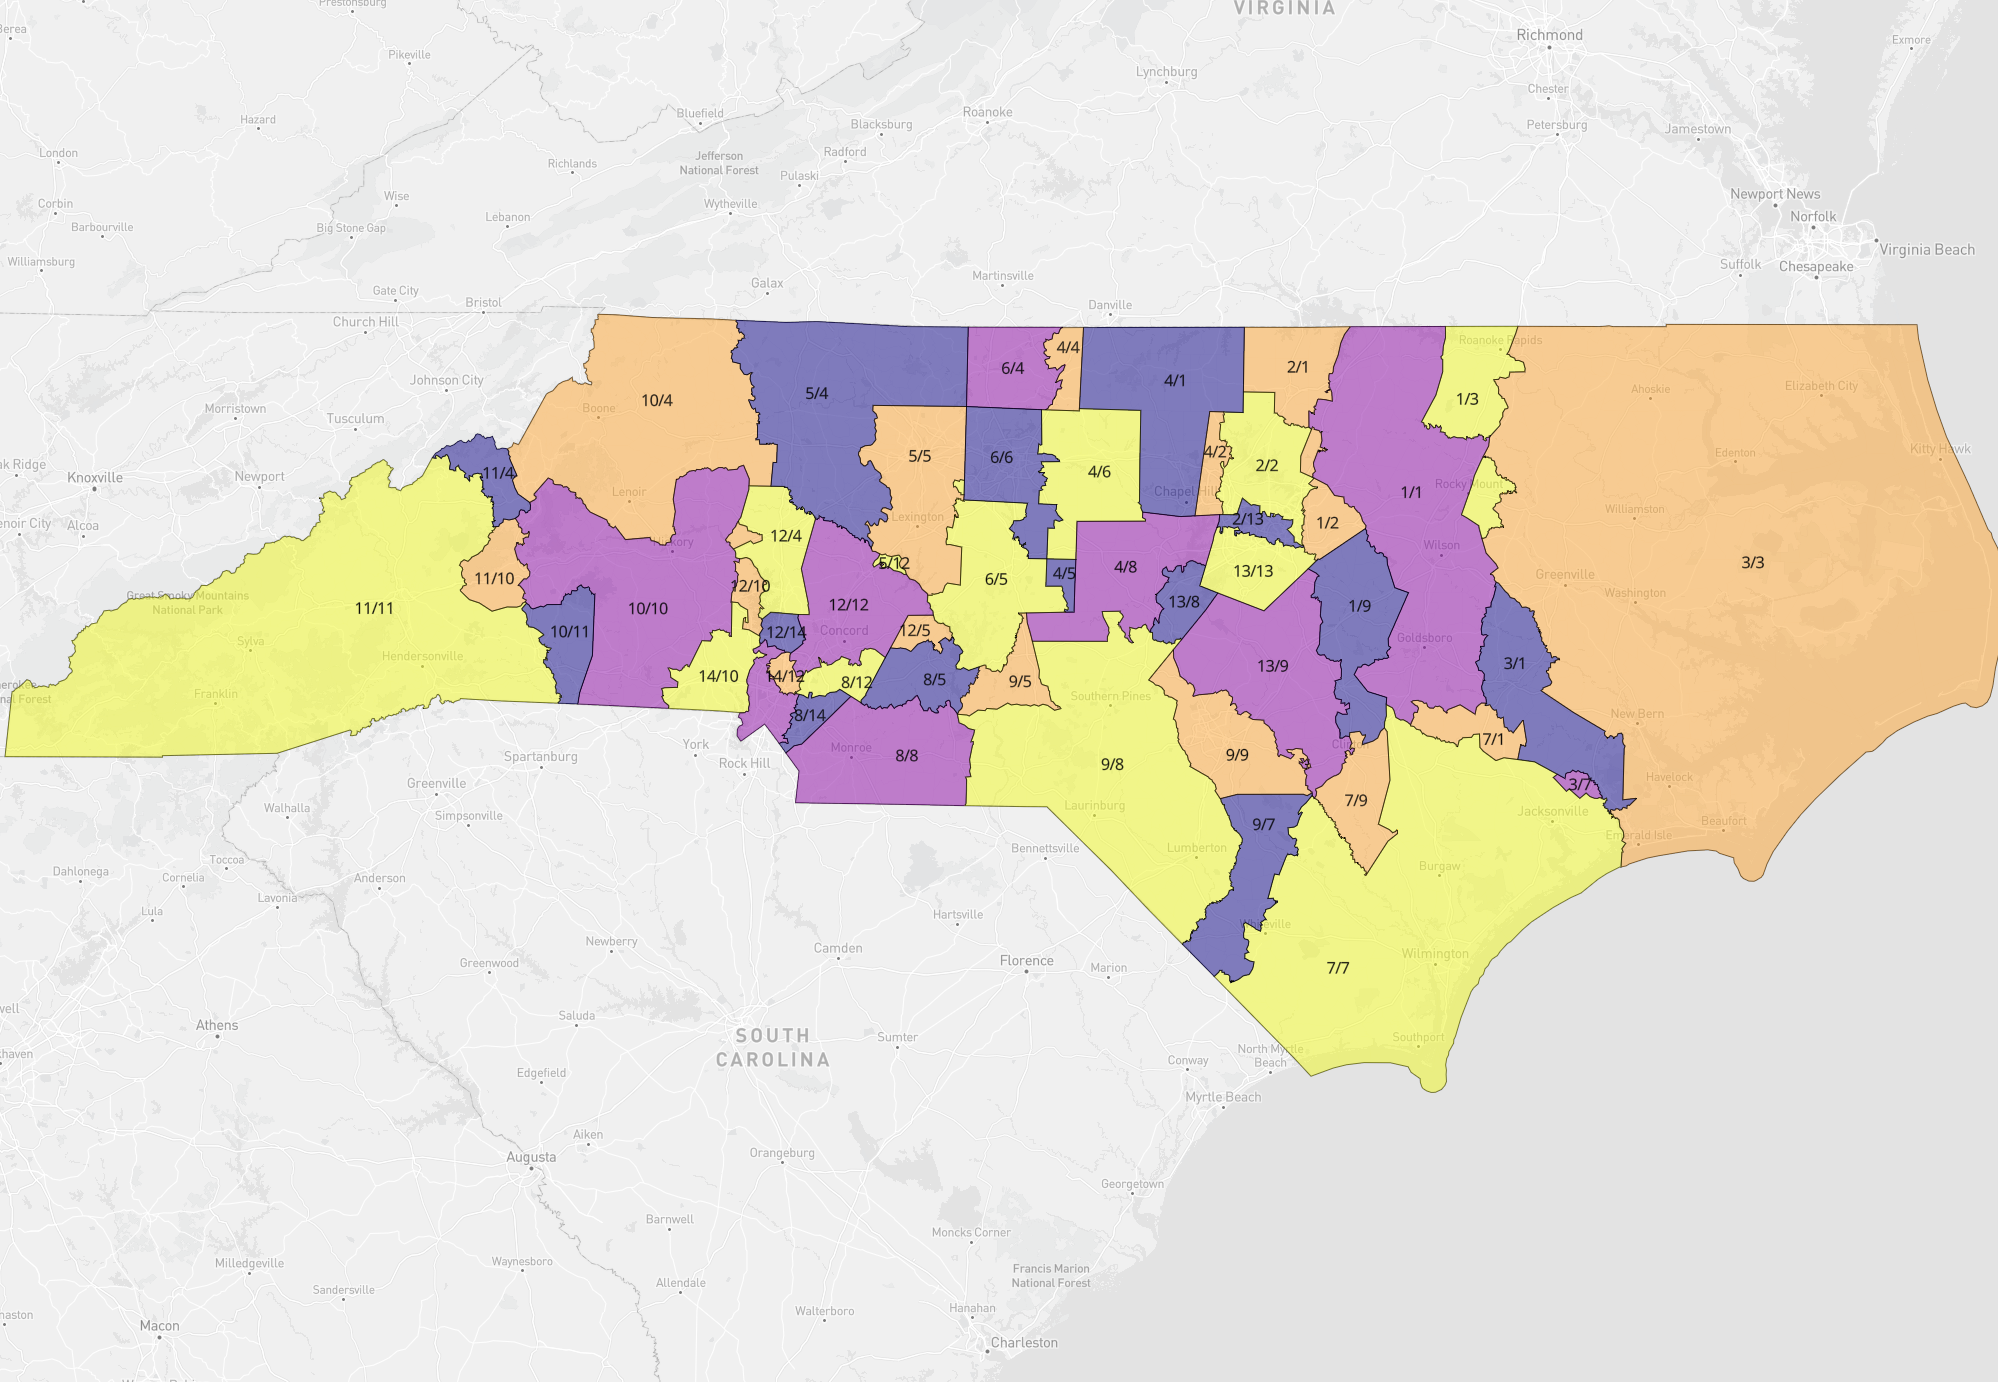 VIRGINIA
Prestonsburg
Berea
Richmond
Exmore
Pikeville
Lynchburg
Chester
Hazard
Bluefield
Roanoke
Blacksburg
Petersburg
Jamestown
London
Richlands
Jefferson
National Forest
Radford
Pulaski
Wise
Newport News
Corbin
Lebanon
Wytheville
Norfolk
Barbourville
Big Stone Gap
Virginia Beach
Williamsburg
Sufolk
Chesapeake
Galax
Martinsville
Gate City
Bristol
Danville
Church Hill
Roanoke Rapids
4/4
6/4
2/1
4/1
Johnson City
Ahoskie
Elizabeth City
5/4
10/4
1/3
Morristown
Boone
Tusculum
Kitty Hawk
Edenton
5/5
6/6
4/2
ak Ridge
2/2
4/6
Knoxville
Newport
11/4
Rocky Mount
1/1
Lenoir
Chapel Hill
Williamston
Lexington
enoir City
Alcoa
2/13
1/2
12/4
Hickory
Wilson
3/3
5/12
4/8
13/13
4/5
Greenville
11/10
6/5
12/10
Great Smoky Mountains
National Park
Washington
11/11
10/10
12/12
13/8
1/9
10/11
12/14
Concord
12/5
Sylva
Goldsboro
Hendersonville
3/1
13/9
14/10
14/12
8/12
8/5
9/5
Franklin
Southern Pines
8/14
New Bern
7/1
York
Monroe
Clinton
Spartanburg
8/8
9/9
Rock Hill
9/8
Havelock
Greenville
3/7
7/9
Walhalla
Laurinburg
Jacksonville
Simpsonville
9/7
Beaufort
Emerald Isle
Bennettsville
Lumberton
Toccoa
Burgaw
Dahlonega
Cornelia
Anderson
Lavonia
Lula
Hartsville
Whiteville
Newberry
Camden
Wilmington
Greenwood
Florence
Marion
7/7
Athens
Saluda
SOUTH
CAROLINA
Sumter
Southport
North Myrtle
Beach
Conway
Edgefield
Myrtle Beach
Aiken
Augusta
Orangeburg
Georgetown
Barnwell
Moncks Corner
Milledgeville
Waynesboro
Francis Marion
National Forest
Sandersville
Allendale
Walterboro
Hanahan
Macon
Charleston